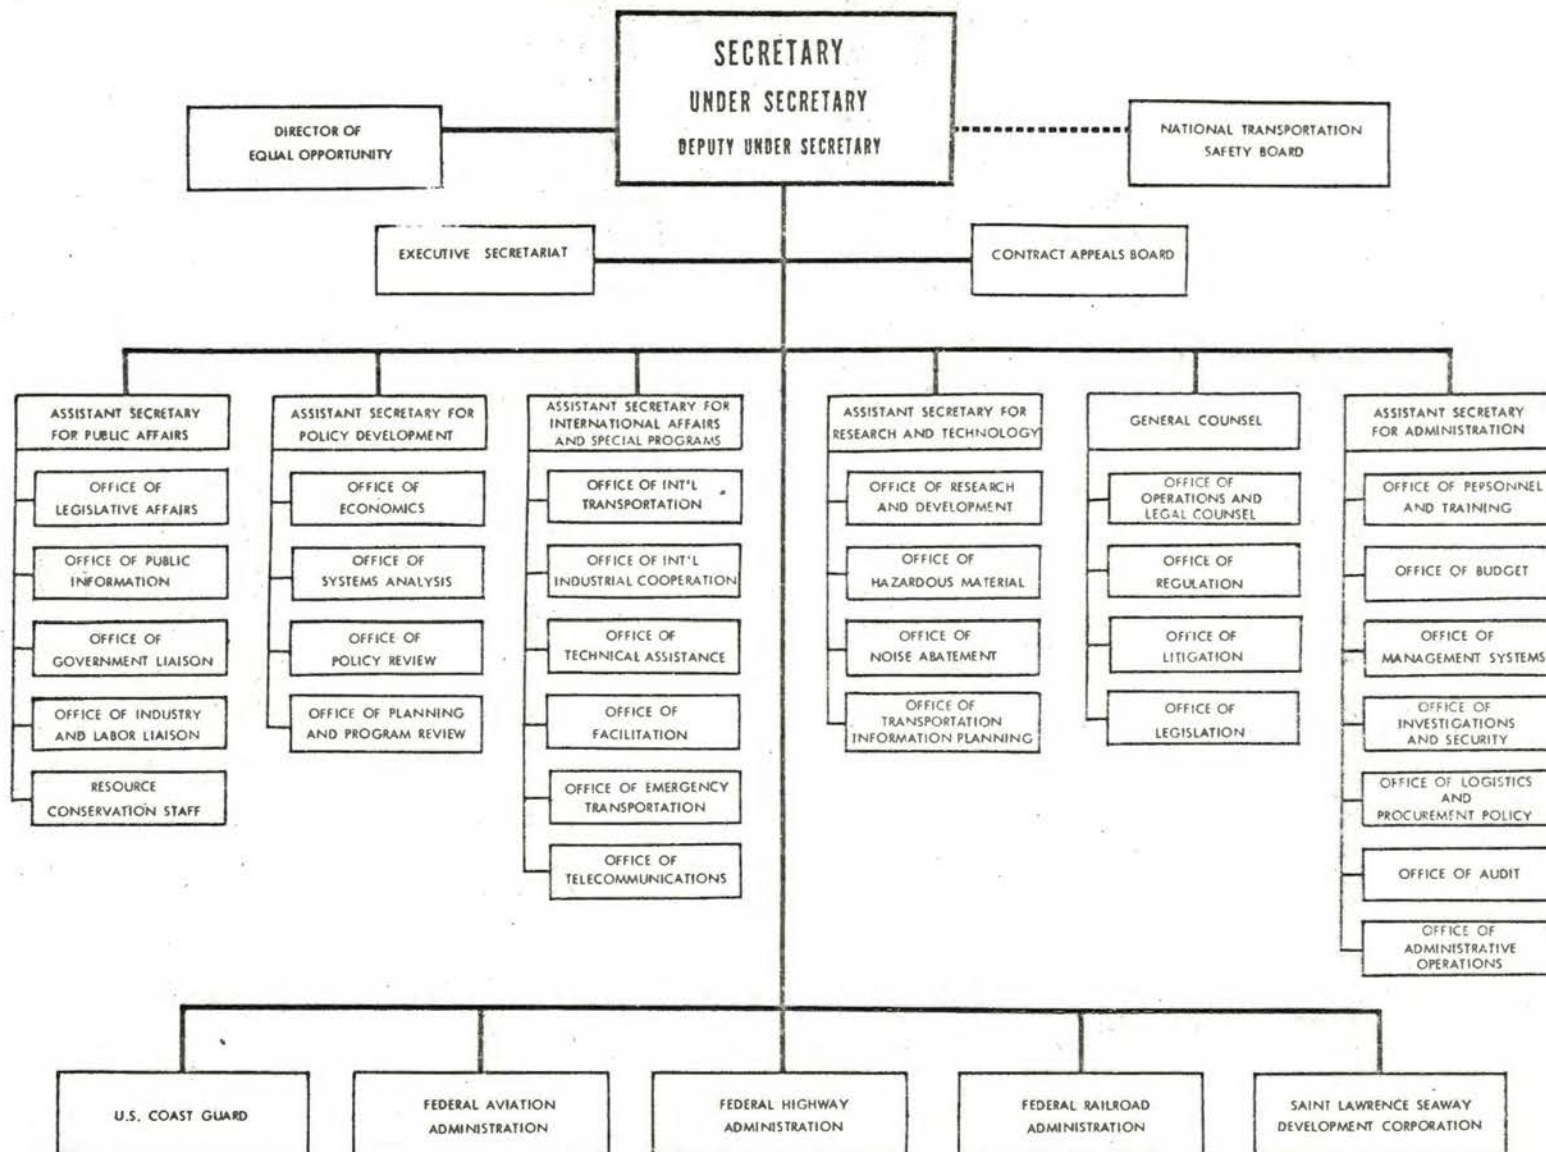 SECRETARY
UNDER SECRETARY
DEPUTY UNDER SECRETARY
DIRECTOR OF
EQUAL OPPORTUNITY
NATIONAL TRANSPORTATION
SAFETY BOARD
EXECUTIVE SECRETARIAT
CONTRACT APPEALS BOARD
ASSISTANT SECRETARY
FOR PUBLIC AFFAIRS
OFFICE OF
LEGISLATIVE AFFAIRS
OFFICE OF PUBLIC
INFORMATION
OFFICE OF
GOVERNMENT LIAISON
OFFICE OF INDUSTRY
AND LABOR LIAISON
RESOURCE
CONSERVATION STAFF
ASSISTANT SECRETARY FOR
POLICY DEVELOPMENT
OFFICE OF
ECONOMICS
OFFICE OF
SYSTEMS ANALYSIS
OFFICE OF
POLICY REVIEW
OFFICE OF PLANNING
AND PROGRAM REVIEW
ASSISTANT SECRETARY FOR
INTERNATIONAL AFFAIRS
AND SPECIAL PROGRAMS
OFFICE OF INT'L
TRANSPORTATION
OFFICE OF INT'L
INDUSTRIAL COOPERATION
OFFICE OF
TECHNICAL ASSISTANCE
OFFICE OF
FACILITATION
OFFICE OF EMERGENCY
TRANSPORTATION
OFFICE OF
TELECOMMUNICATIONS
ASSISTANT SECRETARY FOR
RESEARCH AND TECHNOLOGY
OFFICE OF RESEARCH
AND DEVELOPMENT
OFFICE OF
HAZARDOUS MATERIAL
OFFICE OF
NOISE ABATEMENT
OFFICE OF
TRANSPORTATION
INFORMATION PLANNING
GENERAL COUNSEL
OFFICE OF
OPERATIONS AND
LEGAL COUNSEL
OFFICE OF
REGULATION
OFFICE OF
LITIGATION
OFFICE OF
LEGISLATION
ASSISTANT SECRETARY
FOR ADMINISTRATION
OFFICE OF PERSONNEL
AND TRAINING
OFFICE OF BUDGET
OFFICE OF
MANAGEMENT SYSTEMS
OFFICE OF
INVESTIGATIONS
AND SECURITY
OFFICE OF LOGISTICS
AND
PROCUREMENT POLICY
OFFICE OF AUDIT
OFFICE OF
ADMINISTRATIVE
OPERATIONS
U.S. COAST GUARD
FEDERAL AVIATION
ADMINISTRATION
FEDERAL HIGHWAY
ADMINISTRATION
FEDERAL RAILROAD
ADMINISTRATION
SAINT LAWRENCE SEAWAY
DEVELOPMENT CORPORATION